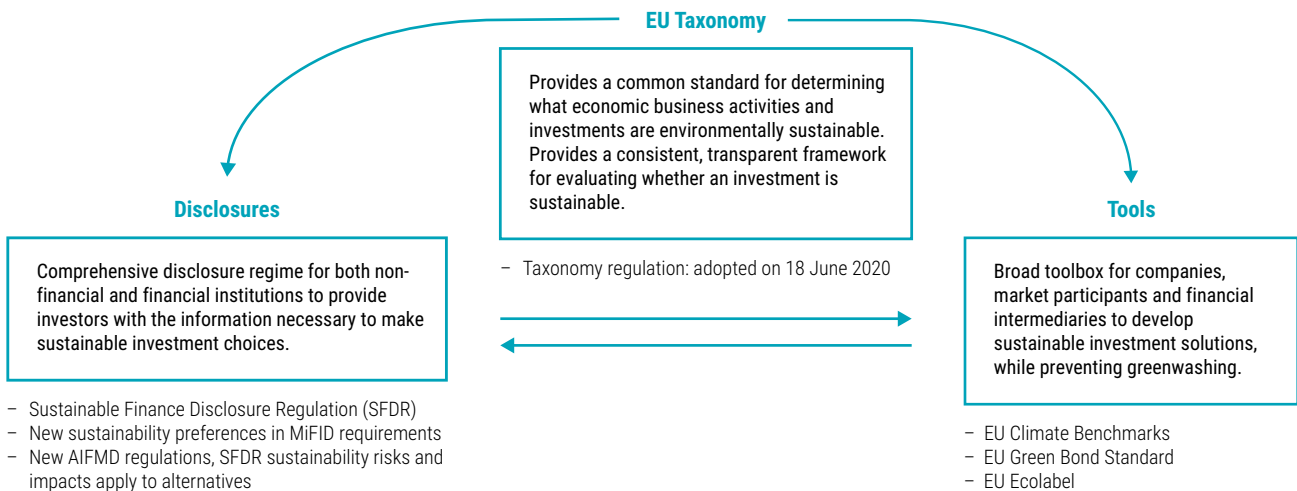 EU Taxonomy
Provides a common standard for determining
what economic business activities and
investments are environmentally sustainable.
Provides a consistent, transparent framework
for evaluating whether an investment is
sustainable.
– Taxonomy regulation: adopted on 18 June 2020
Disclosures
Comprehensive disclosure regime for both non-
financial and financial institutions to provide
investors with the information necessary to make
sustainable investment choices.
– Sustainable Finance Disclosure Regulation (SFDR)
– New sustainability preferences in MiFID requirements
– New AIFMD regulations, SFDR sustainability risks and
impacts apply to alternatives
Tools
Broad toolbox for companies,
market participants and financial
intermediaries to develop
sustainable investment solutions,
while preventing greenwashing.
– EU Climate Benchmarks
– EU Green Bond Standard
– EU Ecolabel